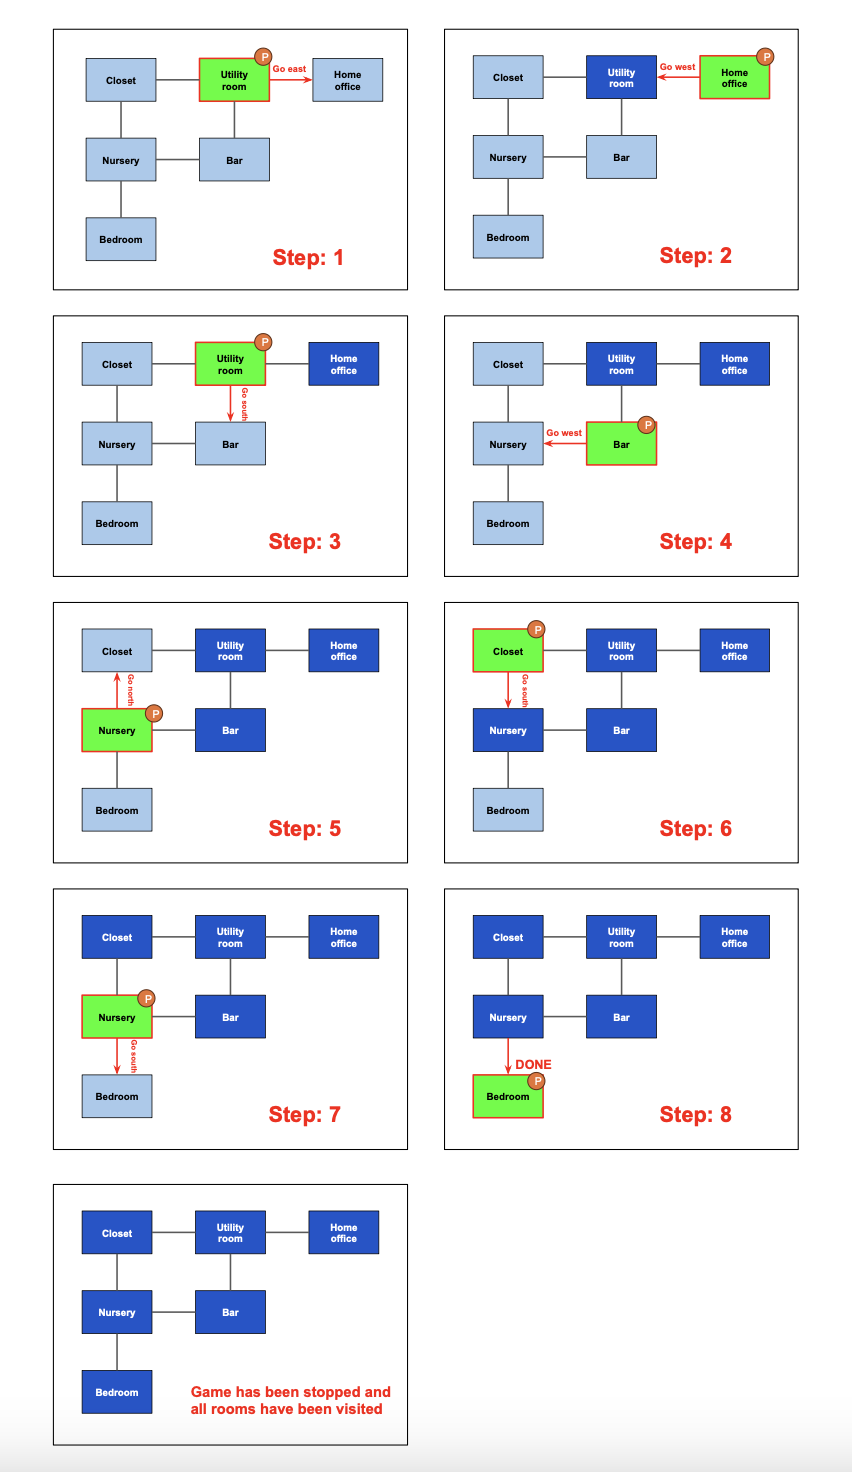 P
Go east
Closet
Utility
room
Home
office
Nursery
Bar
Bedroom
Step: 1
P
Go west
Closet
Utility
room
Home
office
Nursery
Bar
Bedroom
Step: 2
P
Closet
Utility
room
Home
office
Go south
Nursery
Bar
Bedroom
Step: 3
Closet
Utility
room
Home
office
P
Go west
Nursery
Bar
Bedroom
Step: 4
Closet
Utility
room
Home
office
Go north
P
Nursery
Bar
Bedroom
Step: 5
P
Closet
Utility
room
Home
office
Go south
Nursery
Bar
Bedroom
Step: 6
Closet
Utility
room
Home
office
P
Nursery
Bar
Go south
Bedroom
Step: 7
Closet
Utility
room
Home
office
Nursery
Bar
DONE
P
Bedroom
Step: 8
Closet
Utility
room
Home
office
Nursery
Bar
Bedroom
Game has been stopped and
all rooms have been visited